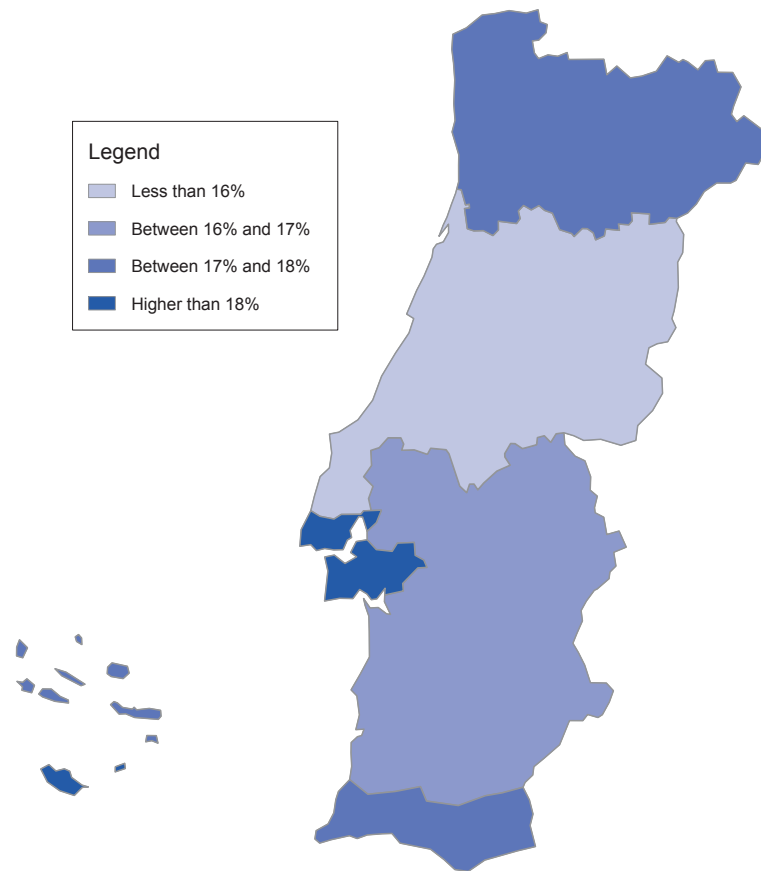 Legend
Less than 16%
Between 16% and 17%
Between 17% and 18%
Higher than 18%